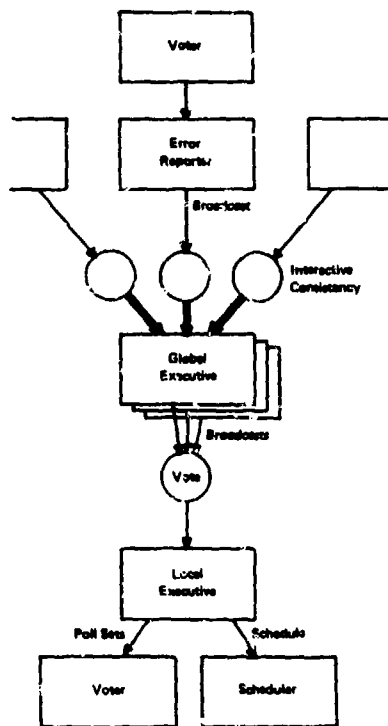 Voter
Error
Reporter
Broadcast
Interactive
Consistency
Global
Executive
Broadcasts
Vote
Local
Executive
Poll Sets
Schedule
Voter
Scheduler